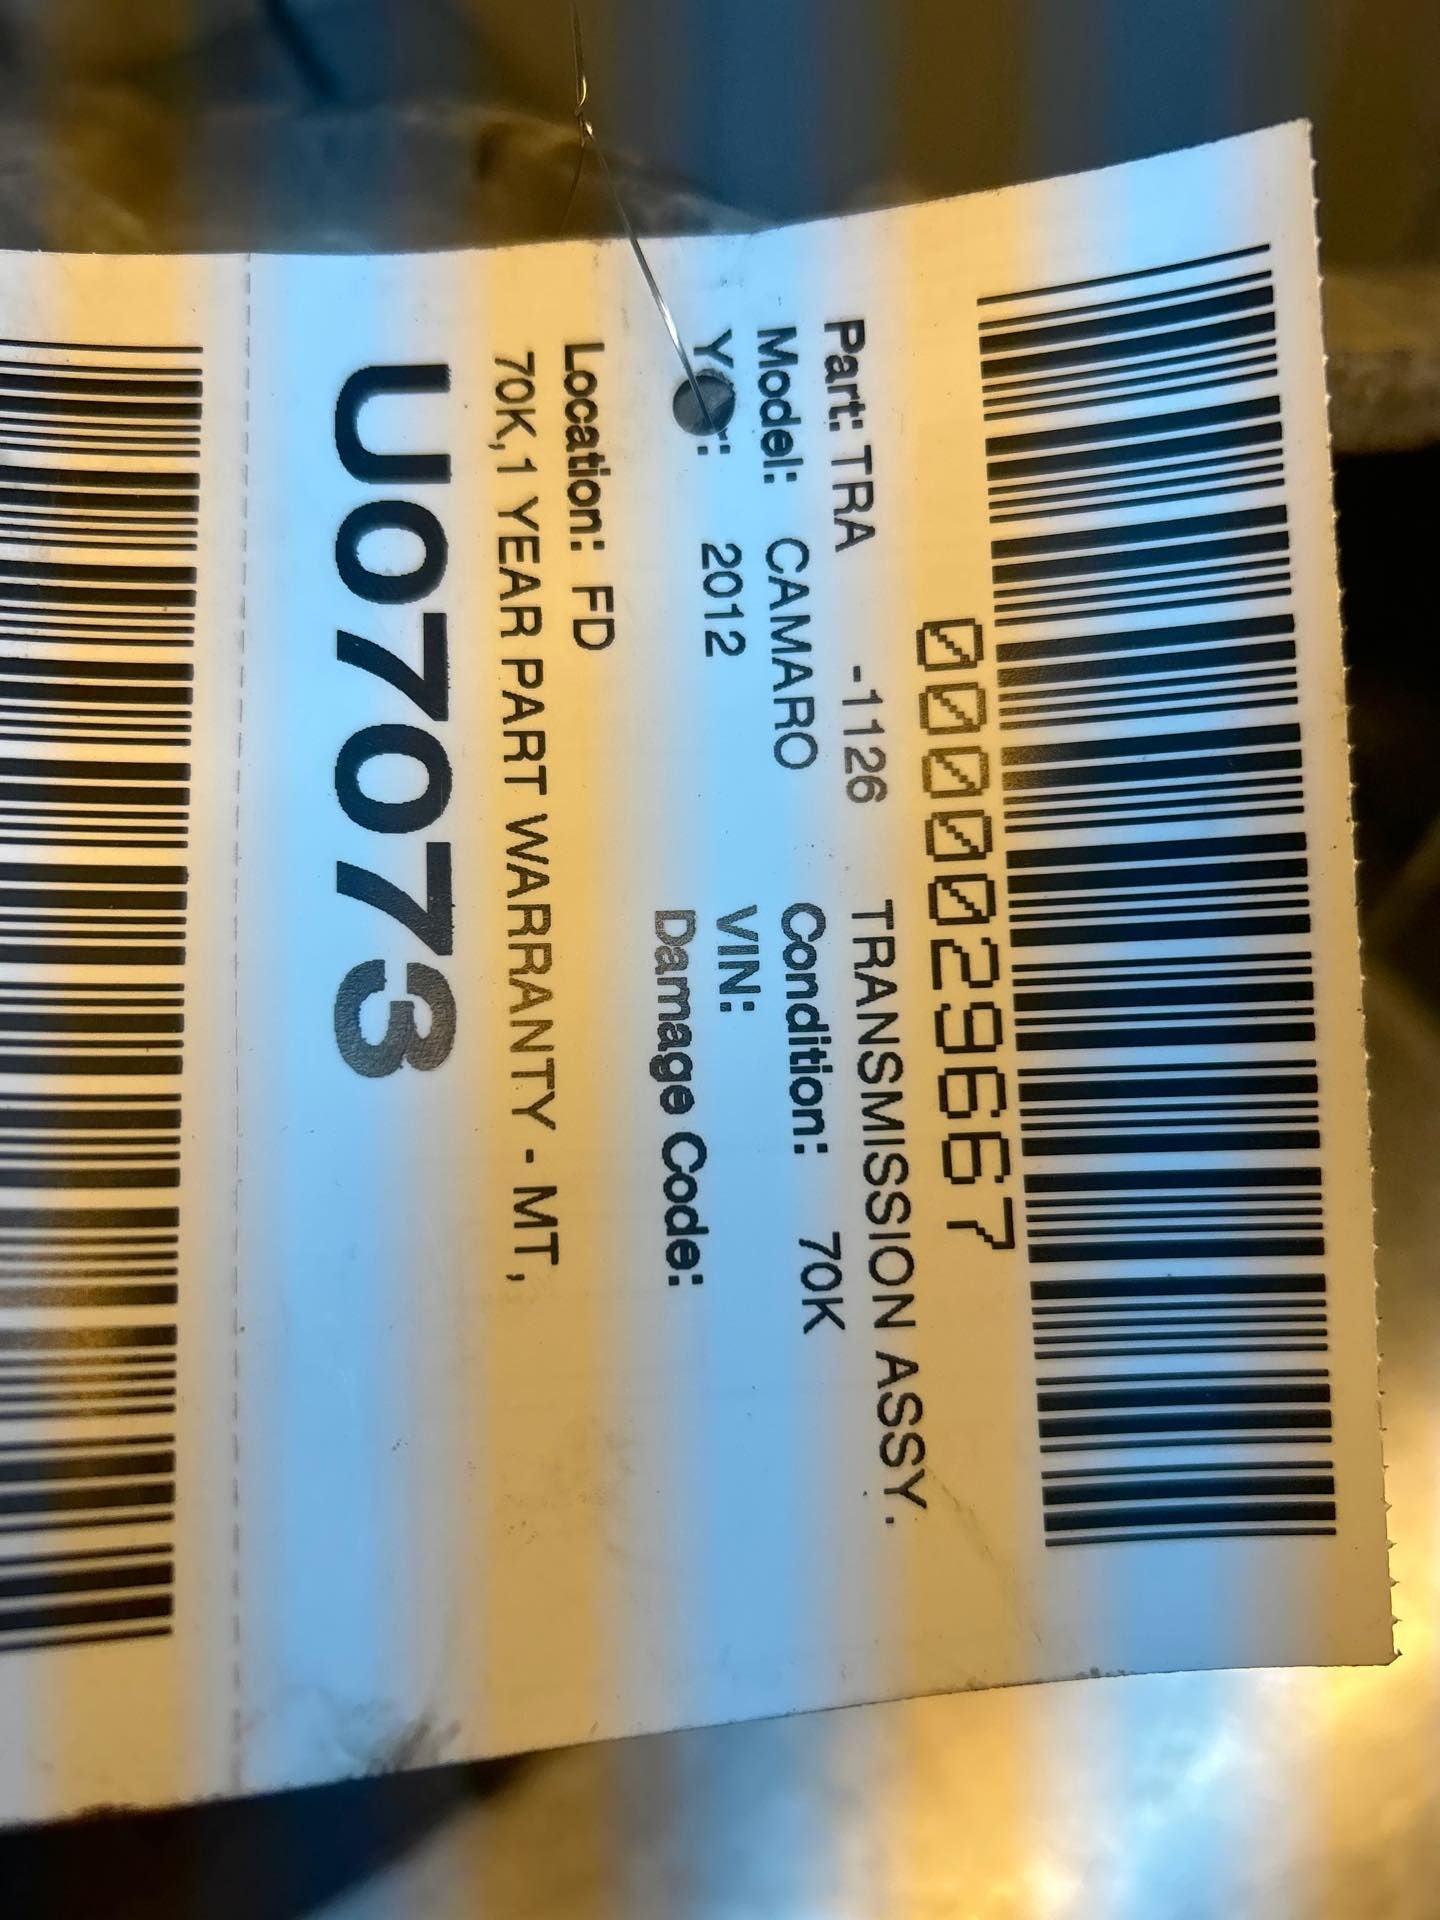 0000029667
Part: TRA -1126 TRANSMISSION ASSY.
Model: CAMARO Condition: 70K
Y r: 2012 VIN:
Damage Code:
Location: FD
70K,1 YEAR PART WARRANTY - MT,
U07073